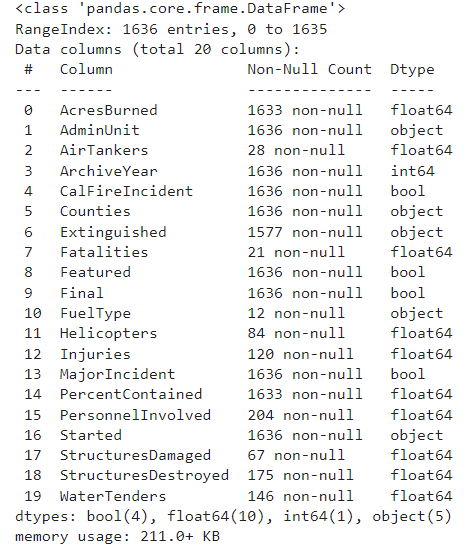 <class 'pandas.core.frame.DataFrame'>
RangeIndex: 1636 entries, 0 to 1635
Data columns (total 20 columns):
 #   Column              Non-Null Count  Dtype
---  ------              --------------  -----
 0   AcresBurned         1633 non-null   float64
 1   AdminUnit           1636 non-null   object
 2   AirTankers          28 non-null     float64
 3   ArchiveYear         1636 non-null   int64
 4   CalFireIncident     1636 non-null   bool
 5   Counties            1636 non-null   object
 6   Extinguished        1577 non-null   object
 7   Fatalities          21 non-null     float64
 8   Featured            1636 non-null   bool
 9   Final               1636 non-null   bool
 10  FuelType            12 non-null     object
 11  Helicopters         84 non-null     float64
 12  Injuries            120 non-null    float64
 13  MajorIncident       1636 non-null   bool
 14  PercentContained    1633 non-null   float64
 15  PersonnelInvolved   204 non-null    float64
 16  Started             1636 non-null   object
 17  StructuresDamaged   67 non-null     float64
 18  StructuresDestroyed 175 non-null    float64
 19  WaterTenders        146 non-null    float64
dtypes: bool(4), float64(10), int64(1), object(5)
memory usage: 211.0+ KB